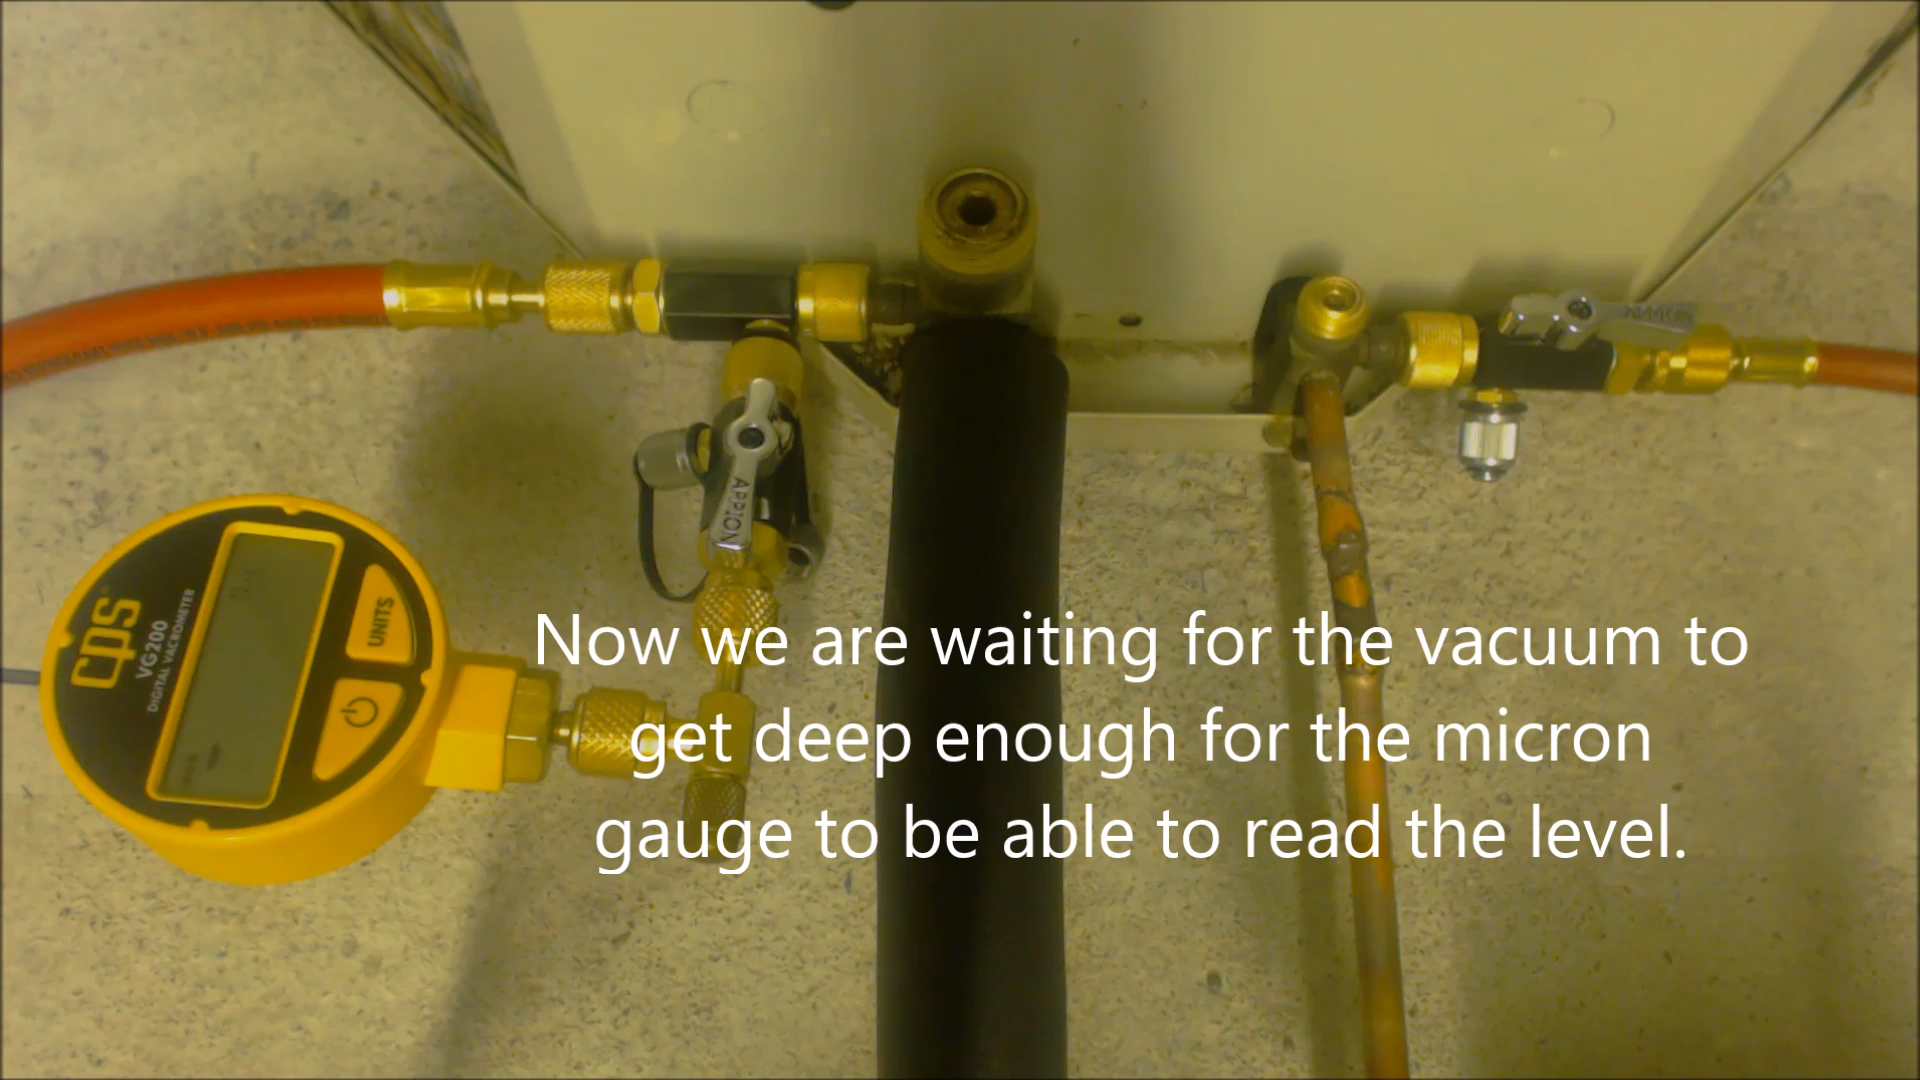 Now we are waiting for the vacuum to
get deep enough for the micron
gauge to be able to read the level.
cps
VG200
DIGITAL VACROMETER
UNITS
APPION